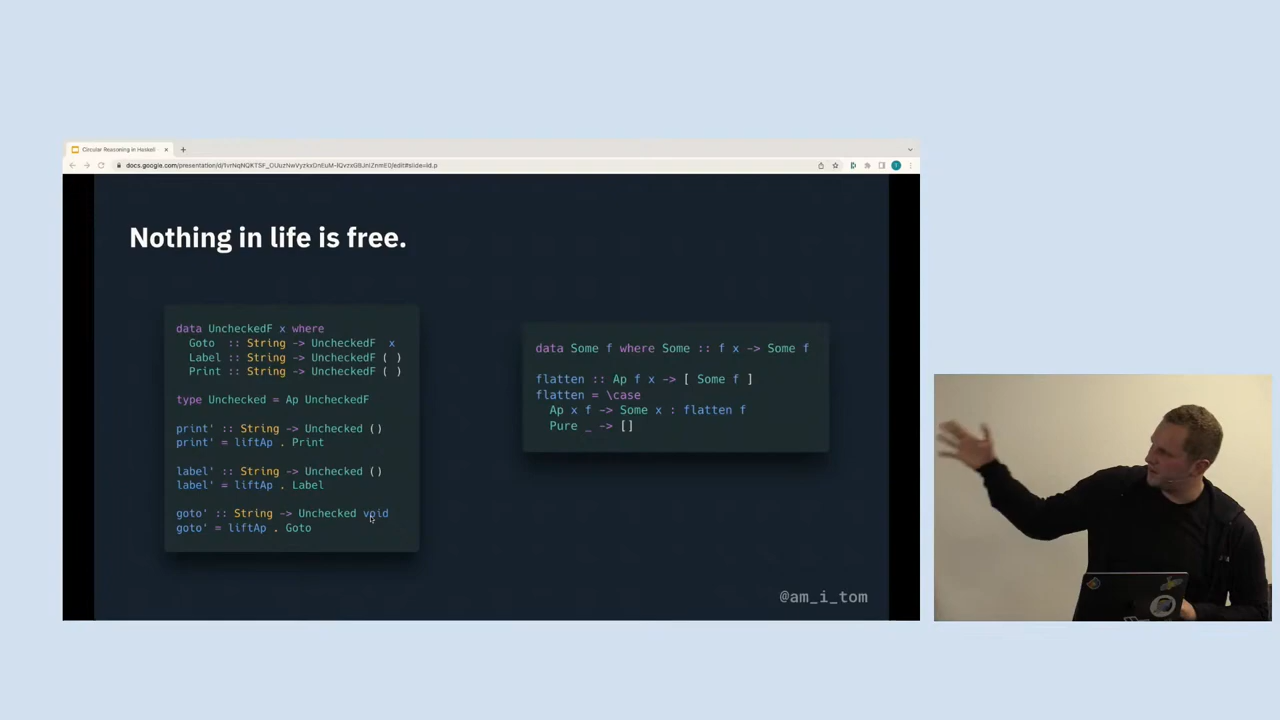 Circular Reasoning in Haskell
Nothing in life is free.
data UncheckedF x where
Goto :: String -> UncheckedF x
Label :: String -> UncheckedF ( )
Print :: String -> UncheckedF ( )
type Unchecked = Ap UncheckedF
print' :: String -> Unchecked ()
print' = liftAp . Print
label' :: String -> Unchecked ()
label' = liftAp . Label
goto' :: String -> Unchecked void
goto' = liftAp . Goto
data Some f where Some :: f x -> Some f
flatten :: Ap f x -> [ Some f ]
flatten = \case
Ap x f -> Some x : flatten f
Pure _ -> []
@am_i_tom